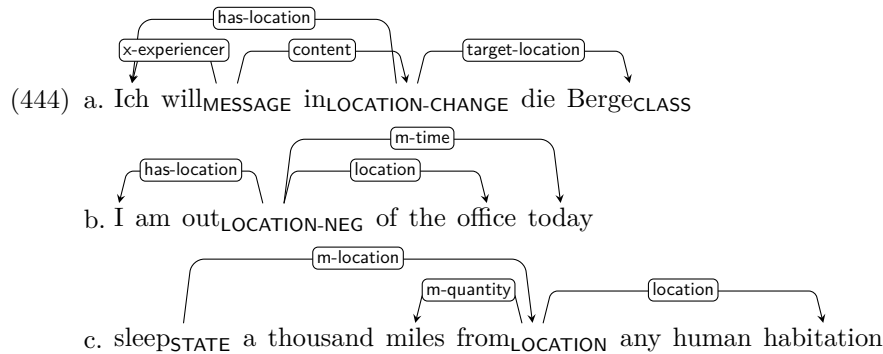 has-location
x-experiencer content target-location
(444) a. Ich willMESSAGE inLOCATION-CHANGE die BergeCLASS
m-time
has-location location
b. I am outLOCATION-NEG of the office today
m-location
m-quantity location
c. sleepSTATE a thousand miles fromLOCATION any human habitation